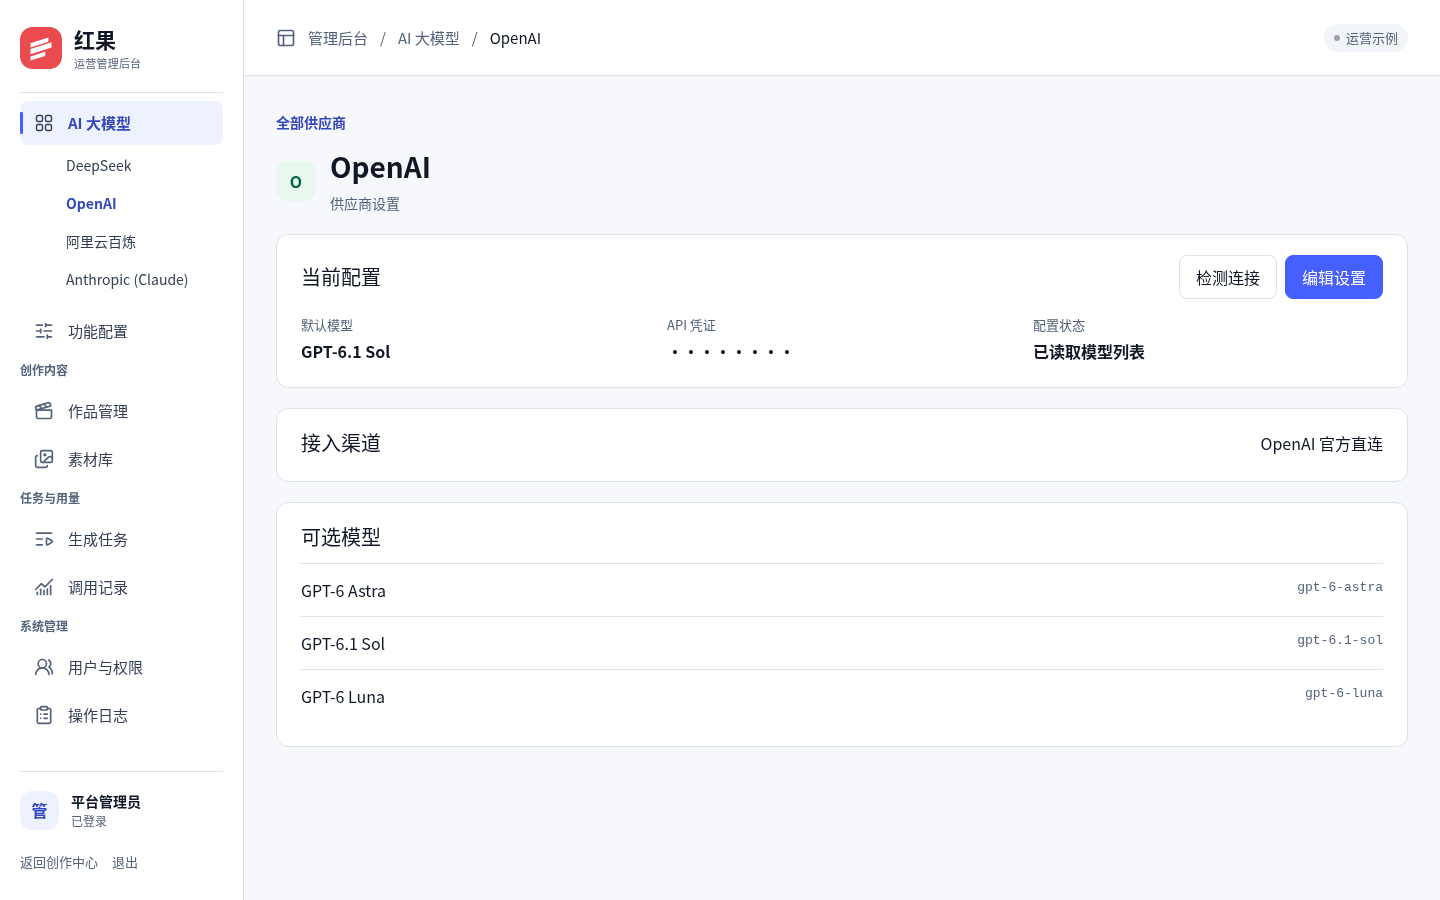 红果
运营管理后台
AI 大模型
DeepSeek
OpenAI
阿里云百炼
Anthropic (Claude)
功能配置
创作内容
作品管理
素材库
任务与用量
生成任务
调用记录
系统管理
用户与权限
操作日志
管
平台管理员
已登录
返回创作中心 退出
管理后台 / AI 大模型 / OpenAI
运营示例
全部供应商
O
OpenAI
供应商设置
当前配置
检测连接
编辑设置
默认模型
GPT-6.1 Sol
API 凭证
••••••••
配置状态
已读取模型列表
接入渠道
OpenAI 官方直连
可选模型
GPT-6 Astra
gpt-6-astra
GPT-6.1 Sol
gpt-6.1-sol
GPT-6 Luna
gpt-6-luna